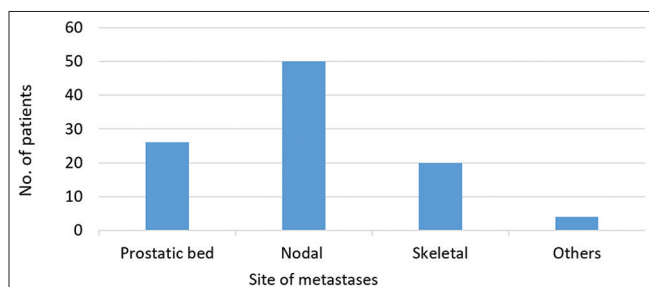 60
50
40
30
20
10
0
No. of patients
Prostatic bed Nodal Skeletal Others
Site of metastases